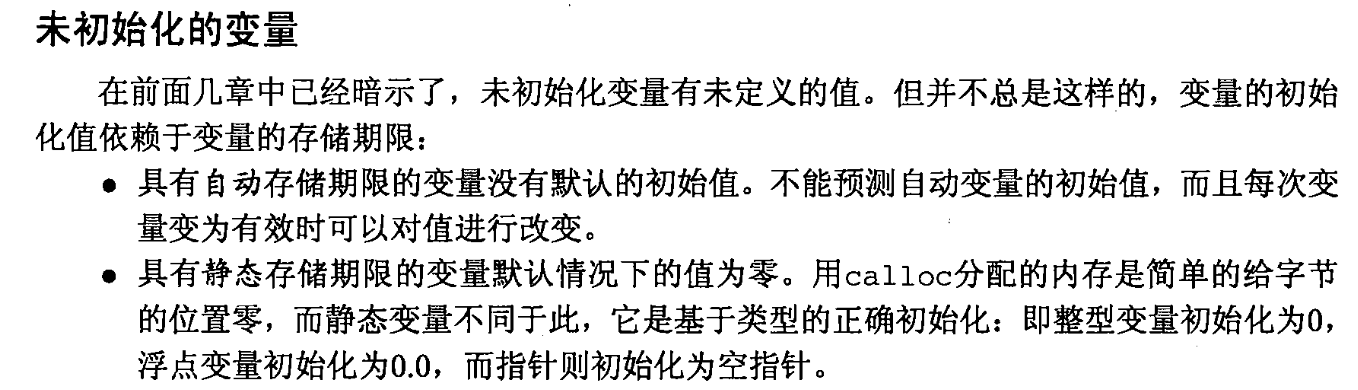 未初始化的变量
在前面几章中已经暗示了，未初始化变量有未定义的值。但并不总是这样的，变量的初始
化值依赖于变量的存储期限：
● 具有自动存储期限的变量没有默认的初始值。不能预测自动变量的初始值，而且每次变
量变为有效时可以对值进行改变。
● 具有静态存储期限的变量默认情况下的值为零。用calloc分配的内存是简单的给字节
的位置零，而静态变量不同于此，它是基于类型的正确初始化：即整型变量初始化为0，
浮点变量初始化为0.0，而指针则初始化为空指针。